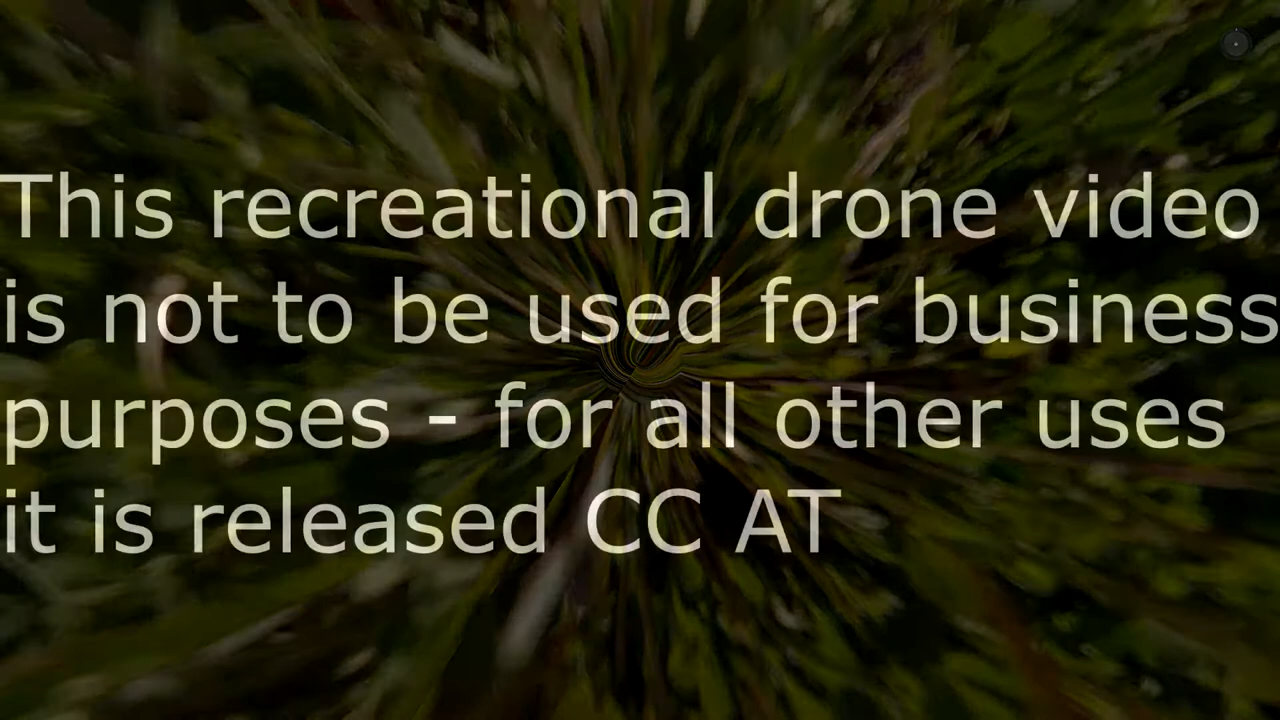 This recreational drone video
is not to be used for business
purposes - for all other uses
it is released CC AT